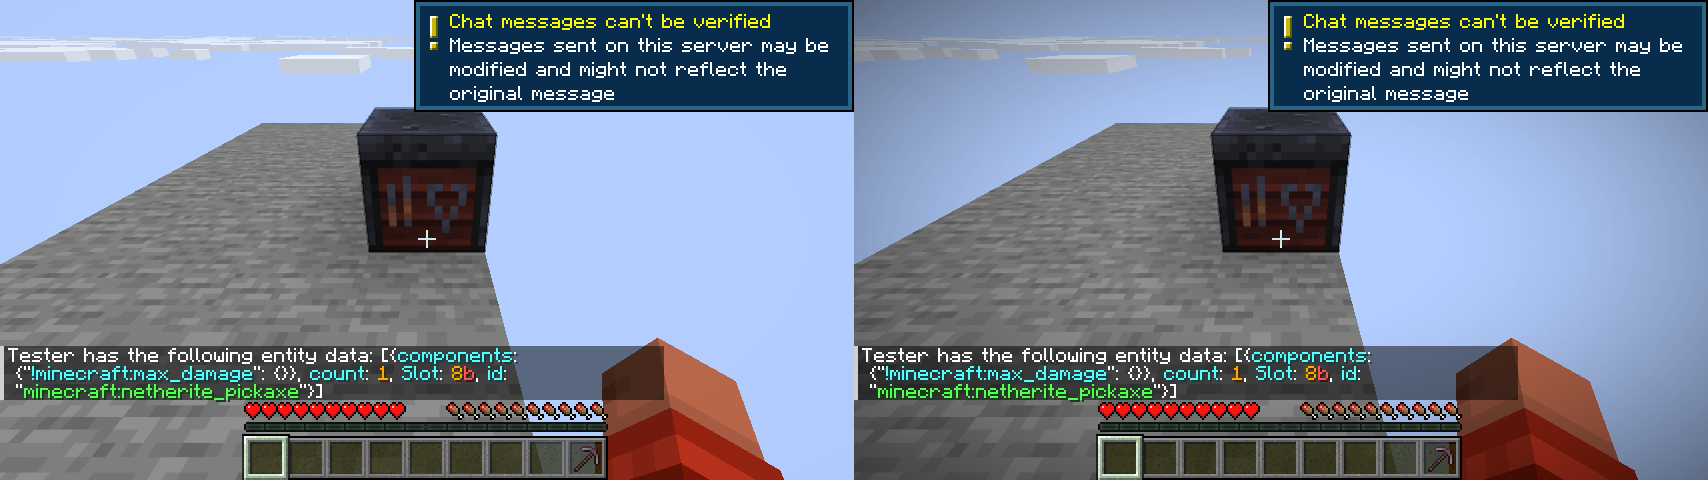 Chat messages can't be verified
Messages sent on this server may be
modified and might not reflect the
original message
Tester has the following entity data: [{components:
{"!minecraft:max_damage": {}}, count: 1, Slot: 8b, id:
"minecraft:netherite_pickaxe"}]
Chat messages can't be verified
Messages sent on this server may be
modified and might not reflect the
original message
Tester has the following entity data: [{components:
{"!minecraft:max_damage": {}}, count: 1, Slot: 8b, id:
"minecraft:netherite_pickaxe"}]